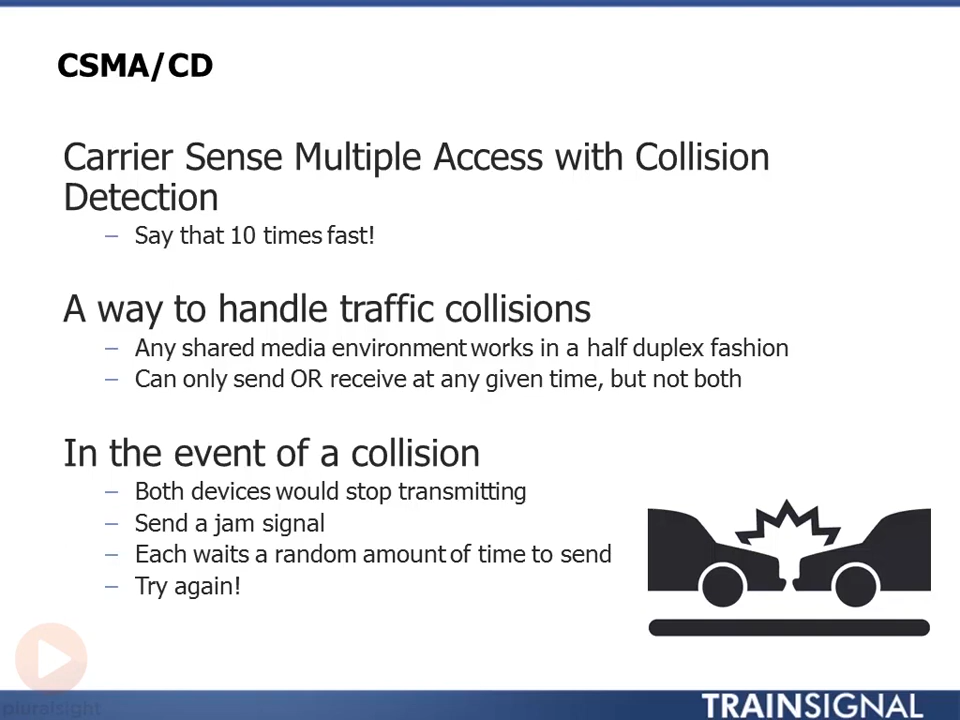 CSMA/CD
Carrier Sense Multiple Access with Collision
Detection
– Say that 10 times fast!
A way to handle traffic collisions
– Any shared media environment works in a half duplex fashion
– Can only send OR receive at any given time, but not both
In the event of a collision
– Both devices would stop transmitting
– Send a jam signal
– Each waits a random amount of time to send
– Try again!
pluralsight
TRAINSIGNAL